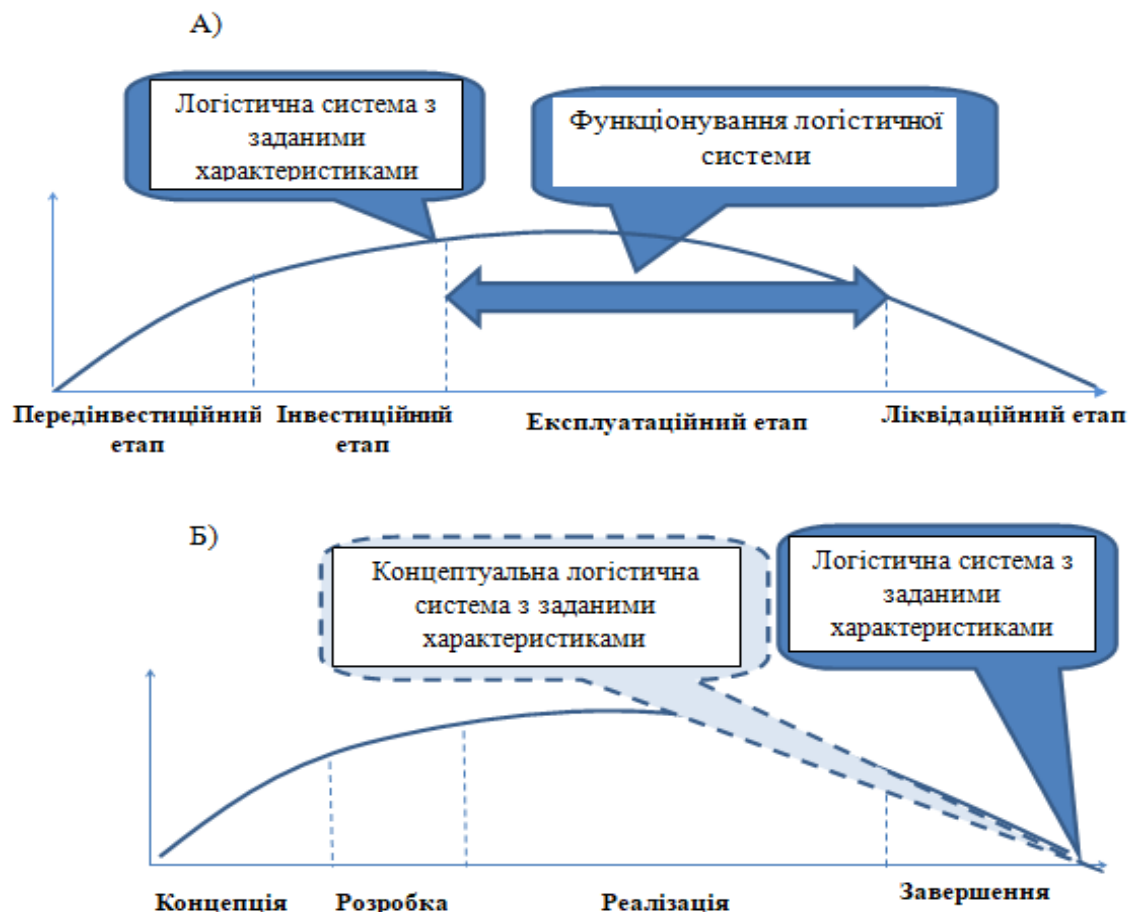 А)
Логістична система з
заданими
характеристиками
Функціонування логістичної
системи
Передінвестиційний
етап
Інвестиційний
етап
Експлуатаційний етап
Ліквідаційний етап
Б)
Концептуальна логістична
система з заданими
характеристиками
Логістична система з
заданими
характеристиками
Концепція
Розробка
Реалізація
Завершення